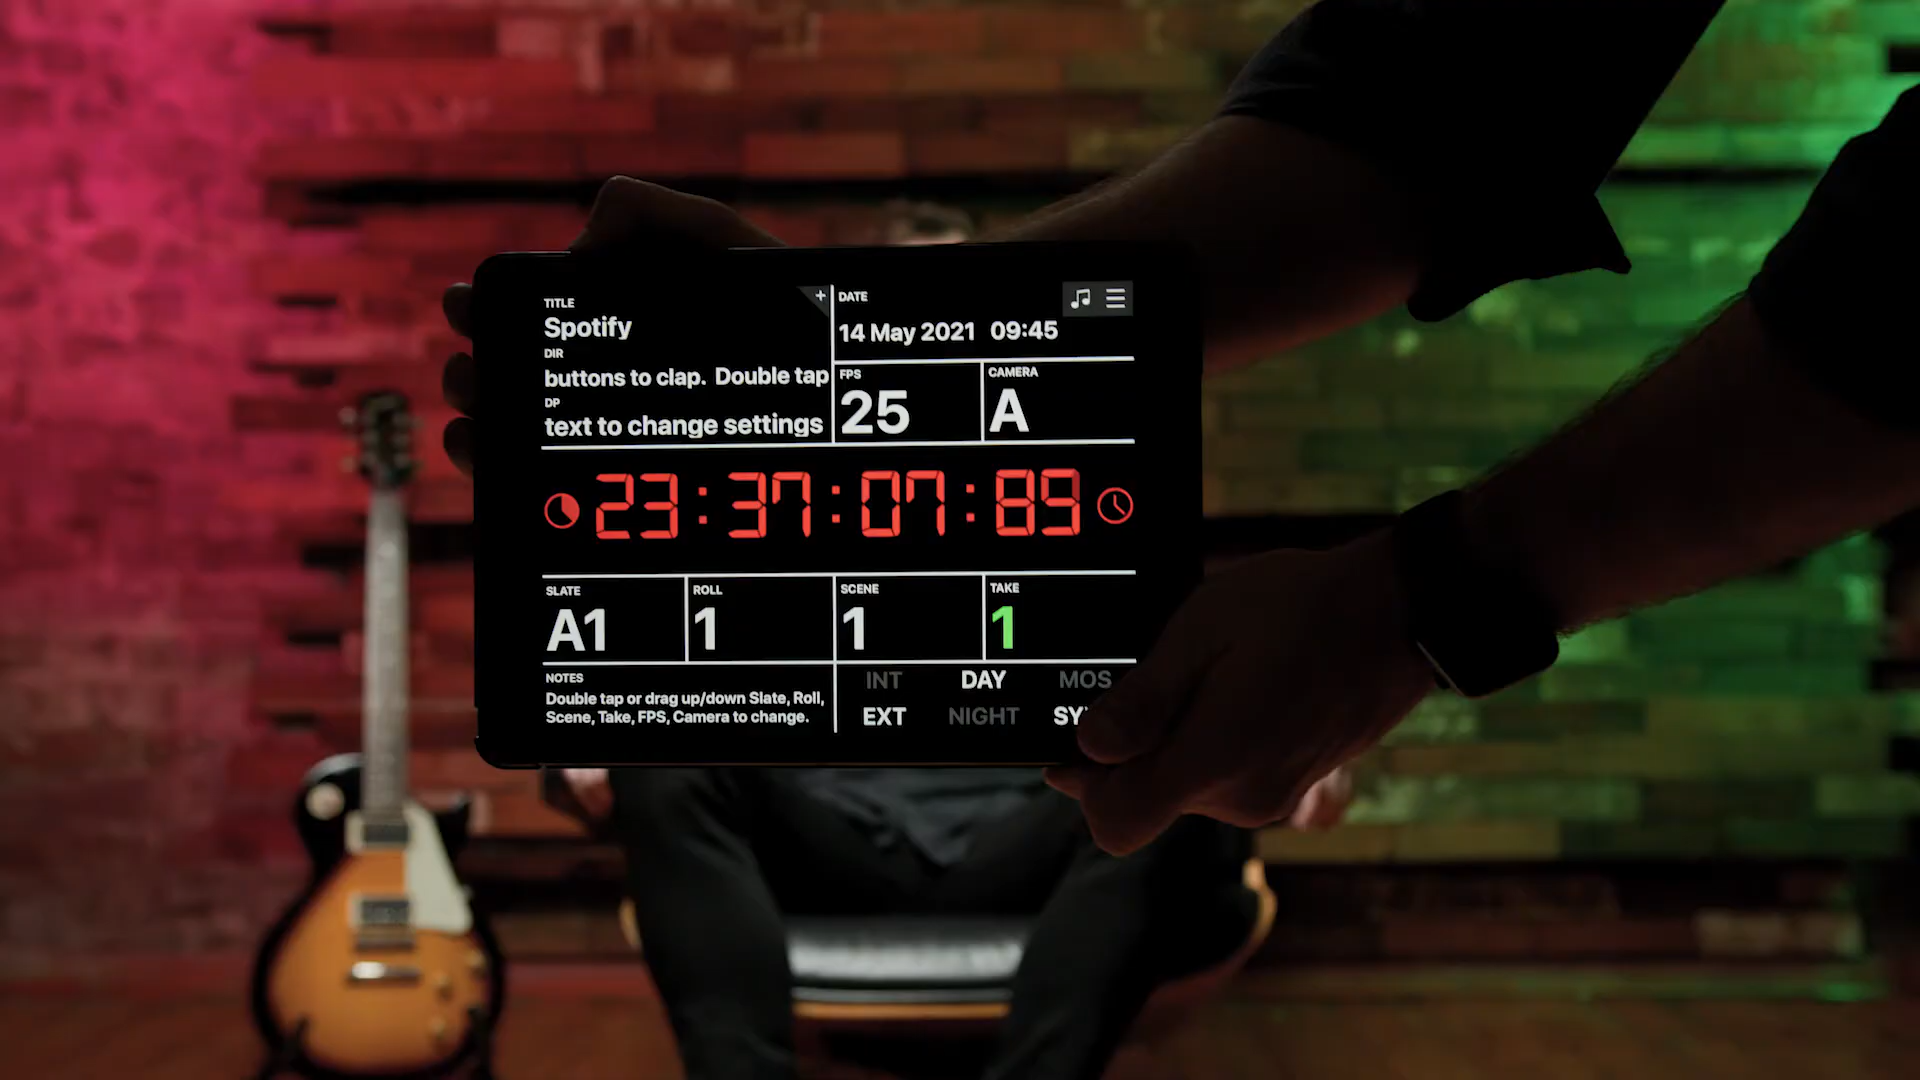 TITLE
Spotify
DIR
buttons to clap. Double tap
DP
text to change settings
+
DATE
14 May 2021 09:45
FPS
25
CAMERA
A
23:37:07:89
SLATE
A1
ROLL
1
SCENE
1
TAKE
1
NOTES
Double tap or drag up/down Slate, Roll,
Scene, Take, FPS, Camera to change.
INT DAY MOS
EXT NIGHT